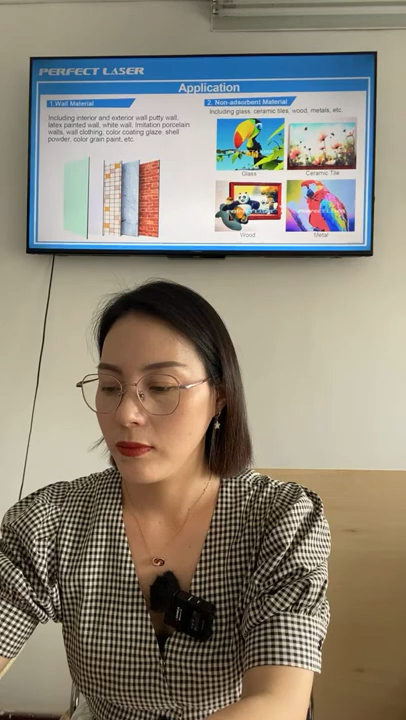 PERFECT LASER
Application
1.Wall Material
Including interior and exterior wall putty wall,
latex painted wall, white wall. Imitation porcelain
walls, wall clothing, color coating glaze, shell
powder, color grain paint, etc.
2. Non-adsorbent Material
Including glass, ceramic tiles, wood, metals, etc.
Glass
Ceramic Tile
Wood
Metal